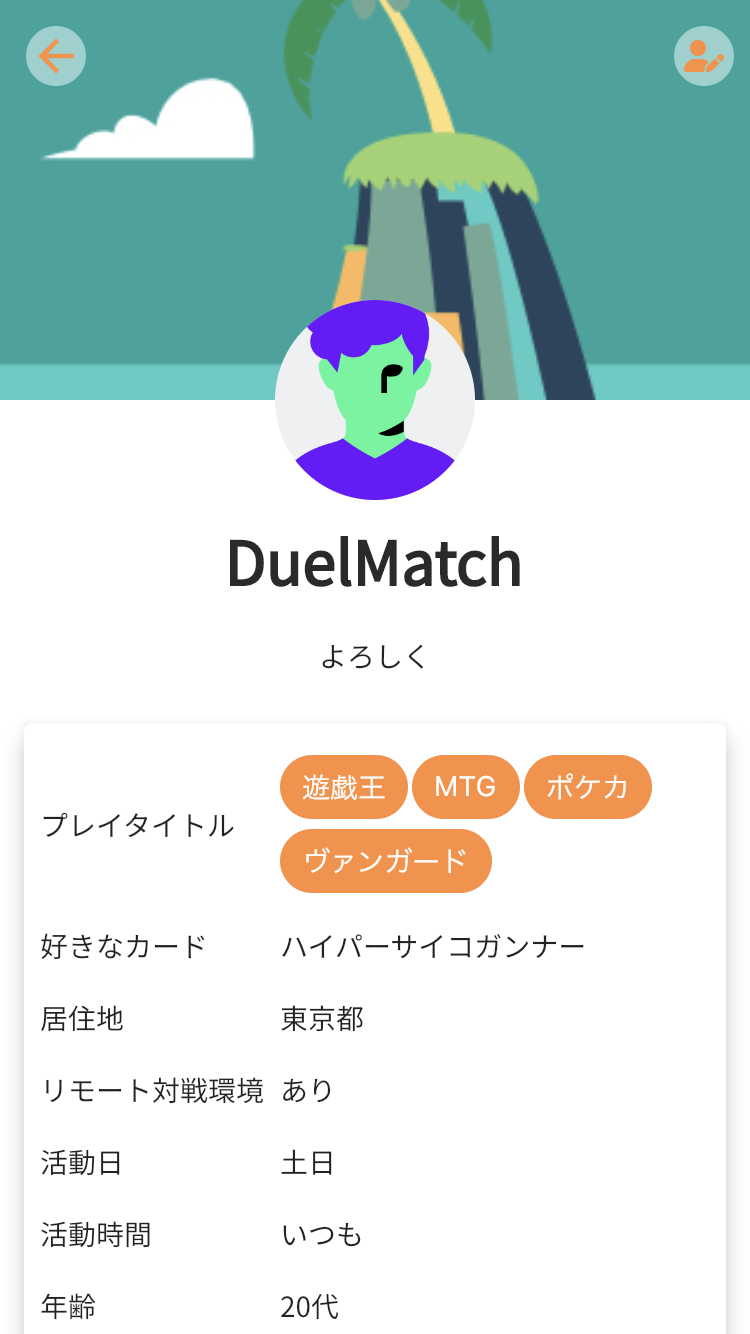 DuelMatch
よろしく
プレイタイトル 遊戯王 MTG ポケカ
ヴァンガード
好きなカード ハイパーサイコガンナー
居住地 東京都
リモート対戦環境 あり
活動日 土日
活動時間 いつも
年齢 20代